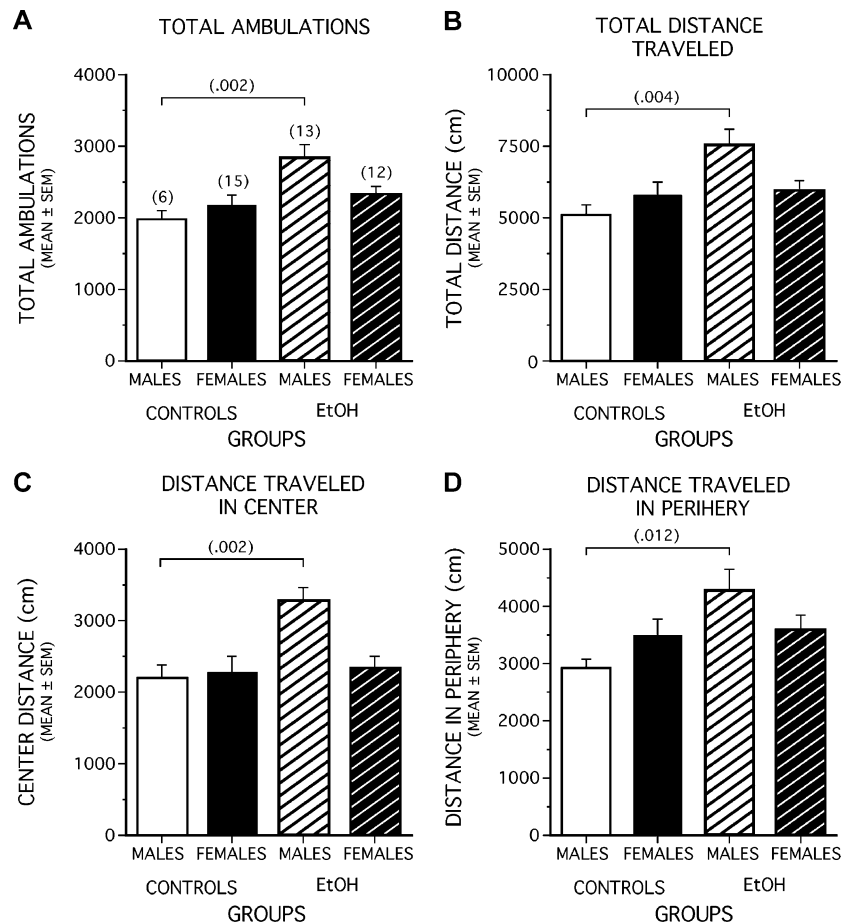 A
TOTAL AMBULATIONS
TOTAL AMBULATIONS
(MEAN ± SEM)
4000
3000
2000
1000
0
(.002)
(6)
(15)
(13)
(12)
MALES FEMALES MALES FEMALES
CONTROLS EtOH
GROUPS
B
TOTAL DISTANCE
TRAVELED
TOTAL DISTANCE (cm)
(MEAN ± SEM)
10000
7500
5000
2500
0
(.004)
MALES FEMALES MALES FEMALES
CONTROLS EtOH
GROUPS
C
DISTANCE TRAVELED
IN CENTER
CENTER DISTANCE (cm)
(MEAN ± SEM)
4000
3000
2000
1000
0
(.002)
MALES FEMALES MALES FEMALES
CONTROLS EtOH
GROUPS
D
DISTANCE TRAVELED
IN PERIHERY
DISTANCE IN PERIPHERY (cm)
(MEAN ± SEM)
5000
4000
3000
2000
1000
0
(.012)
MALES FEMALES MALES FEMALES
CONTROLS EtOH
GROUPS